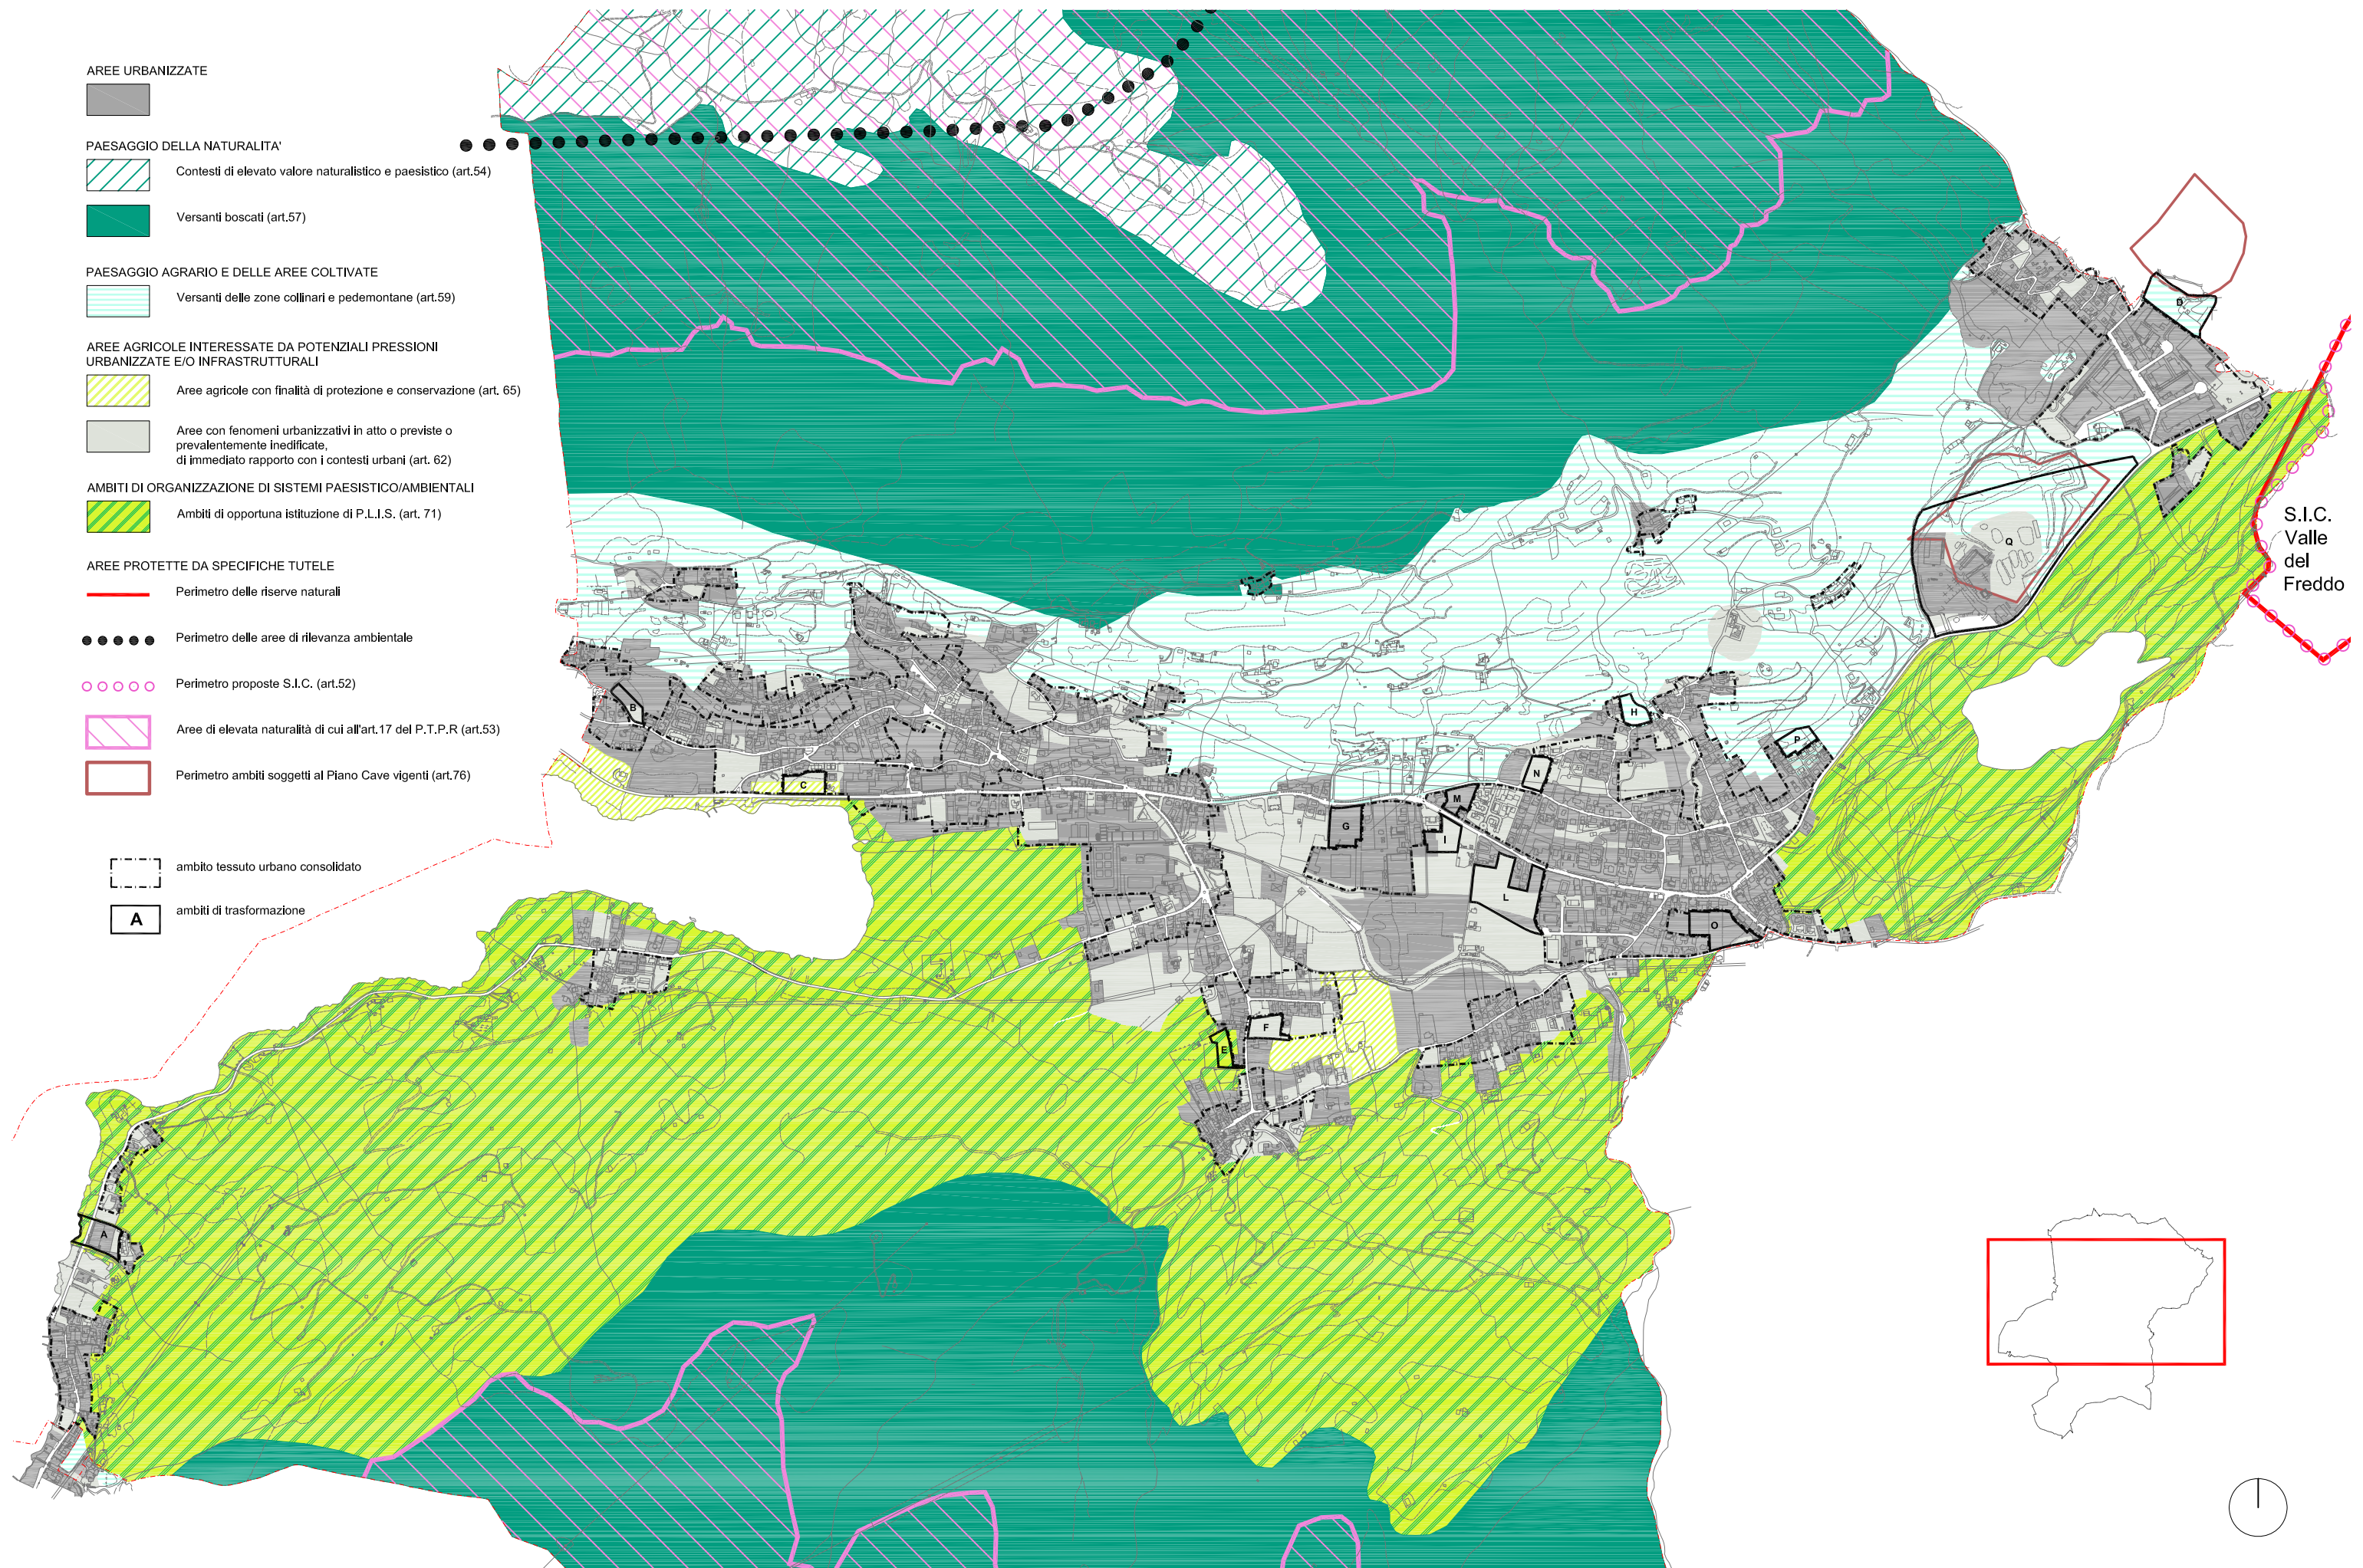 AREE URBANIZZATE
PAESAGGIO DELLA NATURALITA'
Contesti di elevato valore naturalistico e paesistico (art.54)
Versanti boscati (art.57)
PAESAGGIO AGRARIO E DELLE AREE COLTIVATE
Versanti delle zone collinari e pedemontane (art.59)
AREE AGRICOLE INTERESSATE DA POTENZIALI PRESSIONI
URBANIZZATE E/O INFRASTRUTTURALI
Aree agricole con finalità di protezione e conservazione (art. 65)
Aree con fenomeni urbanizzativi in atto o previste o
prevalentemente inedificate,
di immediato rapporto con i contesti urbani (art. 62)
AMBITI DI ORGANIZZAZIONE DI SISTEMI PAESISTICO/AMBIENTALI
Ambiti di opportuna istituzione di P.L.I.S. (art. 71)
AREE PROTETTE DA SPECIFICHE TUTELE
Perimetro delle riserve naturali
Perimetro delle aree di rilevanza ambientale
Perimetro proposte S.I.C. (art.52)
Aree di elevata naturalità di cui all'art.17 del P.T.P.R (art.53)
Perimetro ambiti soggetti al Piano Cave vigenti (art.76)
ambito tessuto urbano consolidato
A
ambiti di trasformazione
D
S.I.C.
Valle
del
Freddo
Q
B
H
P
C
N
M
G
I
L
O
F
E
A